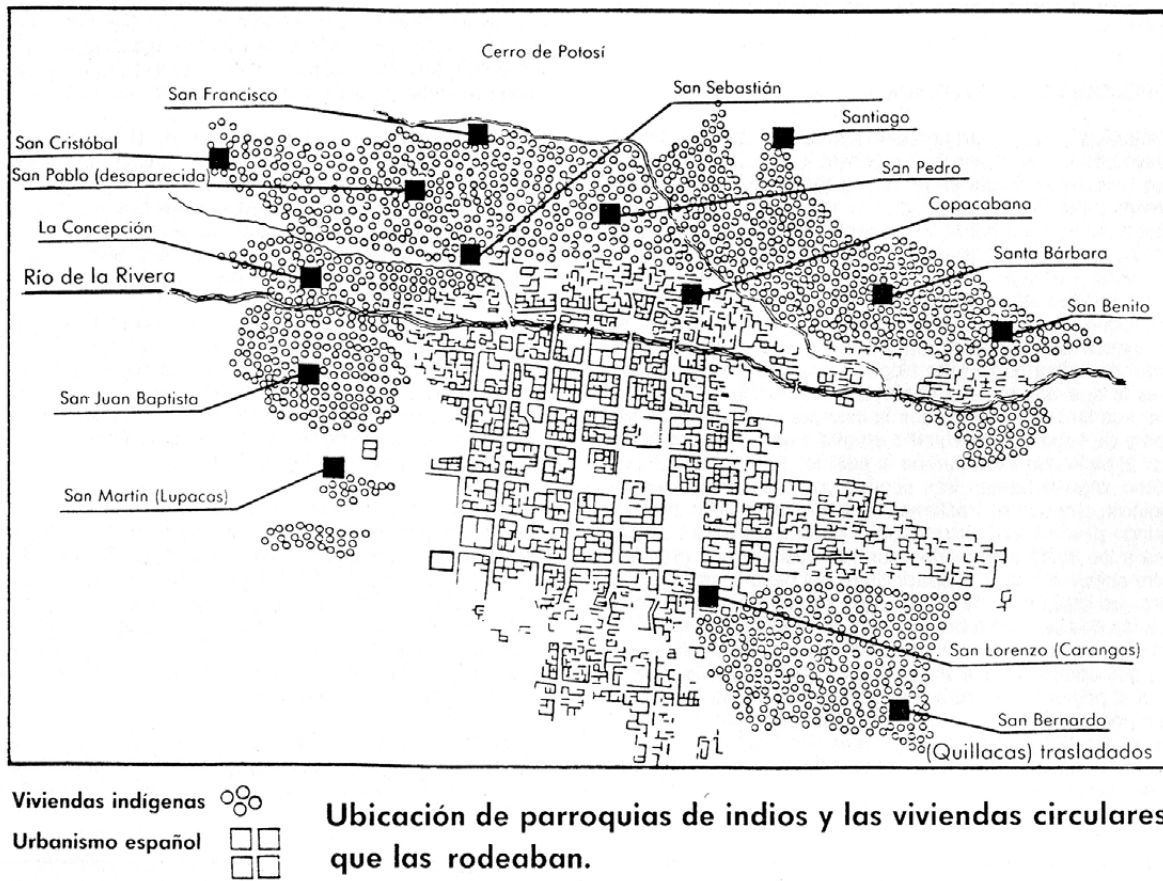 Cerro de Potosí
San Francisco
San Sebastián
Santiago
San Cristóbal
San Pablo (desaparecida)
San Pedro
Copacabana
La Concepción
Santa Bárbara
Río de la Rivera
San Benito
San Juan Baptista
San Martín (Lupacas)
San Lorenzo (Carangas)
San Bernardo
(Quillacas) trasladados
Viviendas indígenas
Urbanismo español
Ubicación de parroquias de indios y las viviendas circulares
que las rodeaban.